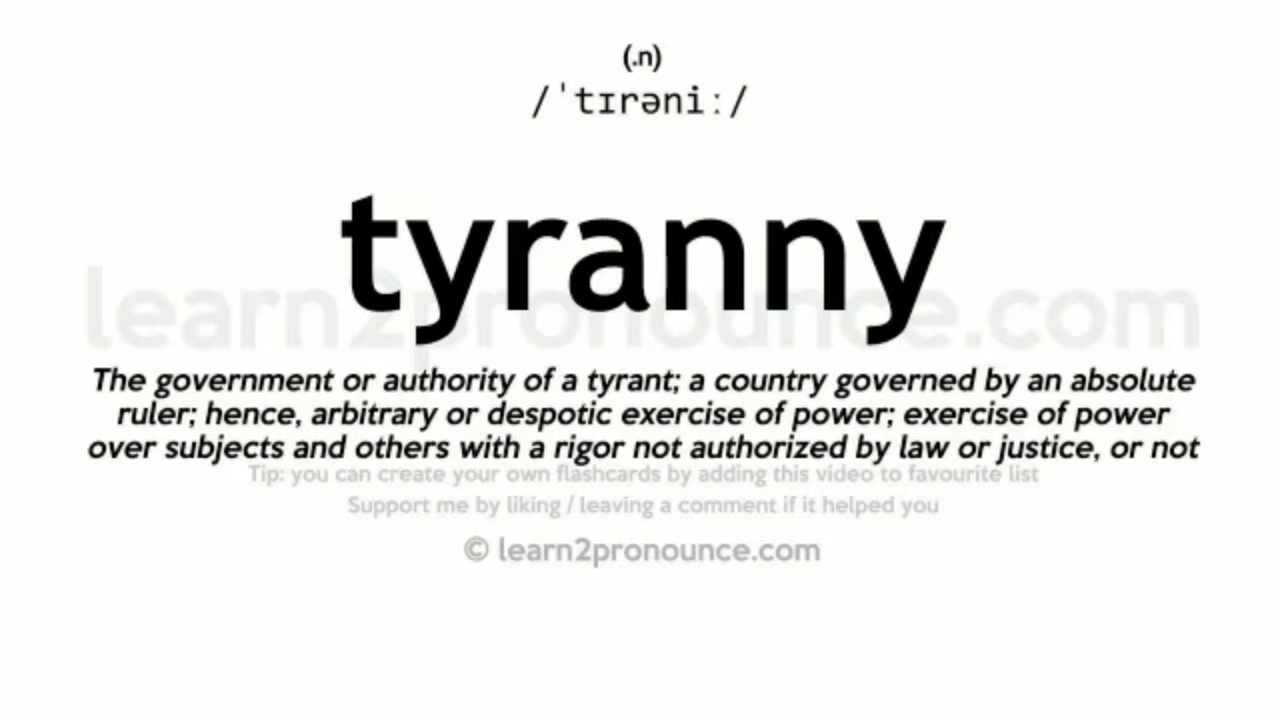 (.n)
/ˈtɪrəniː/
tyranny
learn2pronounce.com
The government or authority of a tyrant; a country governed by an absolute
ruler; hence, arbitrary or despotic exercise of power; exercise of power
over subjects and others with a rigor not authorized by law or justice, or not
Tip: you can create your own flashcards by adding this video to favourite list
Support me by liking / leaving a comment if it helped you
© learn2pronounce.com